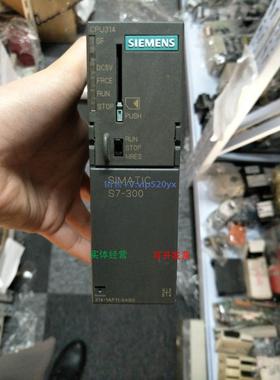 CPU314
SIEMENS
SF
DC5V
FRCE
RUN
STOP
PUSH
RUN
STOP
MRES
SIMATIC
S7-300
实体经营
可开发票